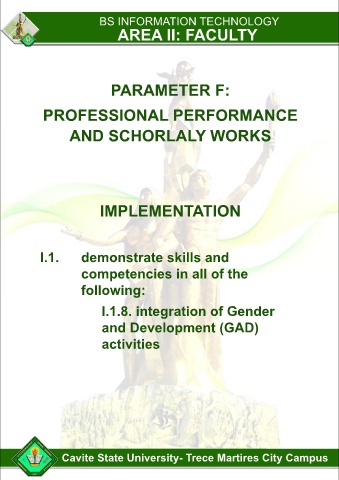 BS INFORMATION TECHNOLOGY
AREA II: FACULTY
PARAMETER F:
PROFESSIONAL PERFORMANCE
AND SCHORLALY WORKS
IMPLEMENTATION
I.1. demonstrate skills and
competencies in all of the
following:
I.1.8. integration of Gender
and Development (GAD)
activities
Cavite State University- Trece Martires City Campus